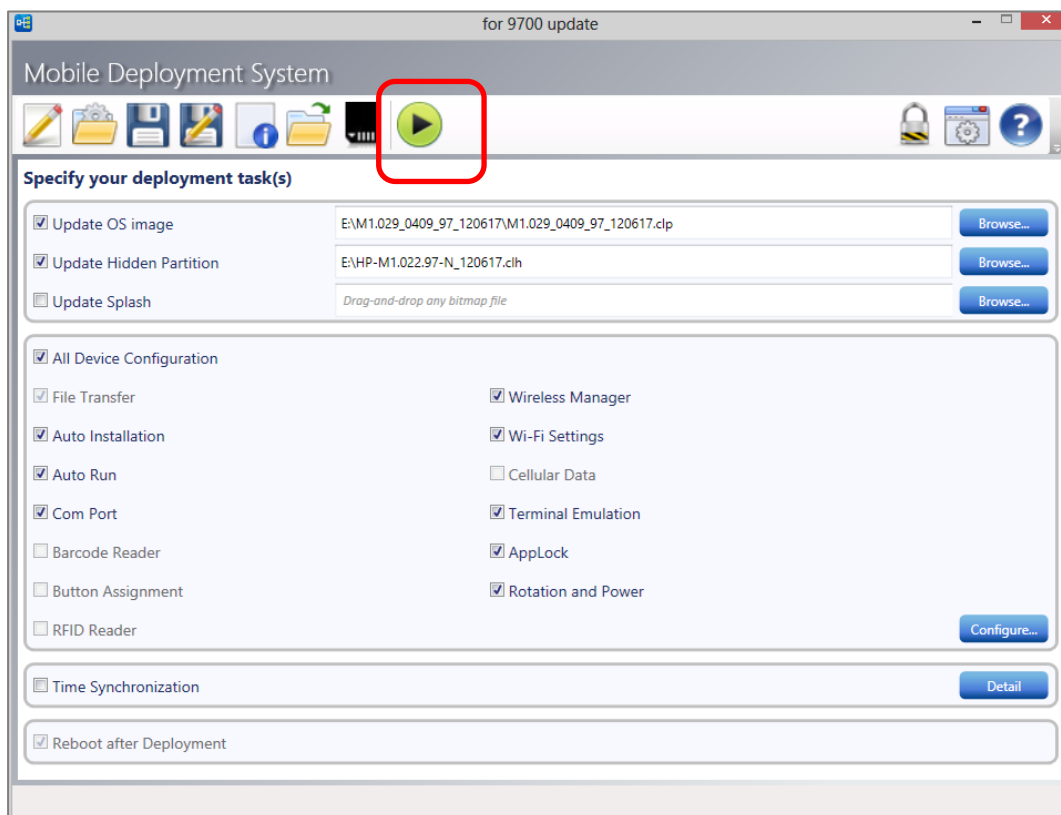 for 9700 update
Mobile Deployment System
Specify your deployment task(s)
Update OS image E:\M1.029_0409_97_120617\M1.029_0409_97_120617.clp Browse...
Update Hidden Partition E:\HP-M1.022.97-N_120617.clh Browse...
Update Splash Drag-and-drop any bitmap file Browse...
All Device Configuration
File Transfer Wireless Manager
Auto Installation Wi-Fi Settings
Auto Run Cellular Data
Com Port Terminal Emulation
Barcode Reader AppLock
Button Assignment Rotation and Power
RFID Reader Configure...
Time Synchronization Detail
Reboot after Deployment